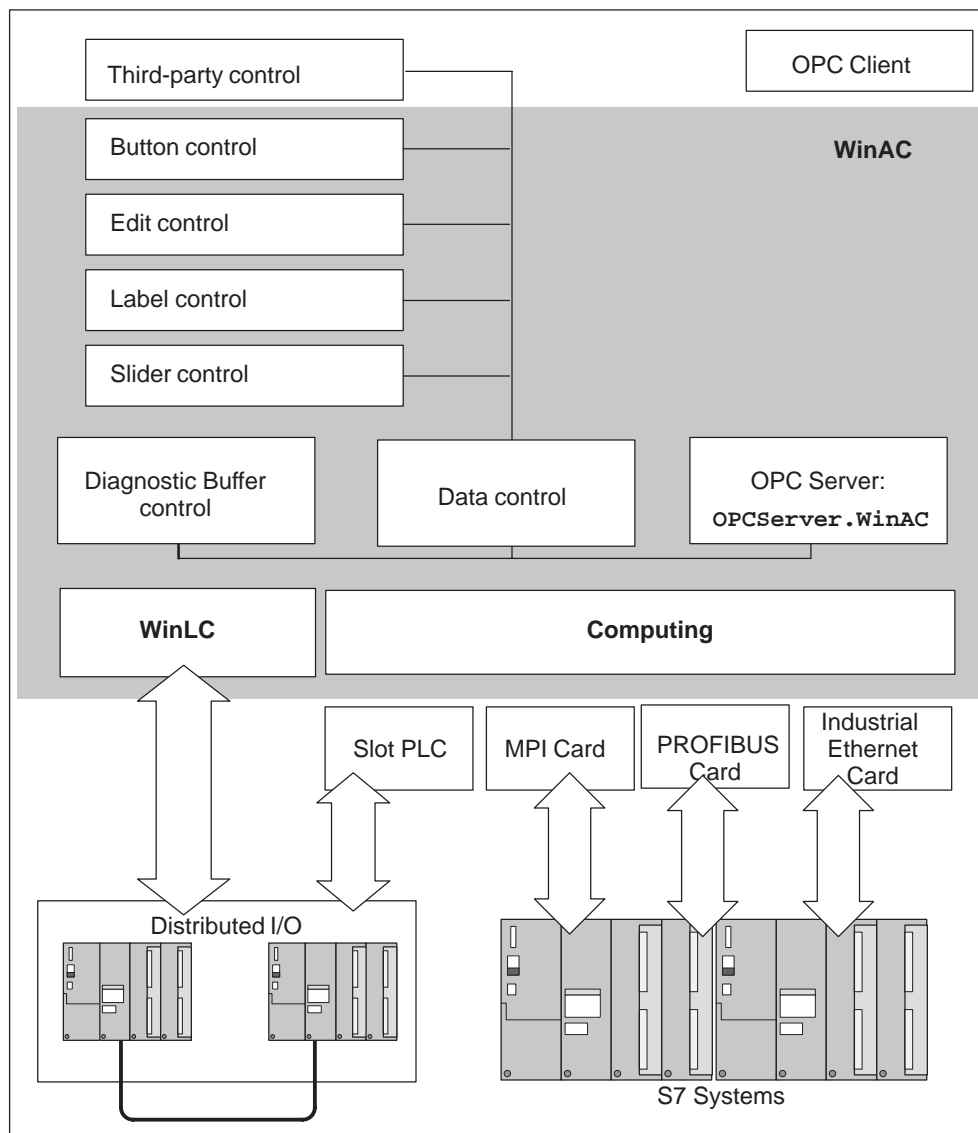 Third-party control
OPC Client
Button control
WinAC
Edit control
Label control
Slider control
Diagnostic Buffer
control
Data control
OPC Server:
OPCServer.WinAC
WinLC
Computing
Slot PLC
MPI Card
PROFIBUS
Card
Industrial
Ethernet
Card
Distributed I/O
S7 Systems